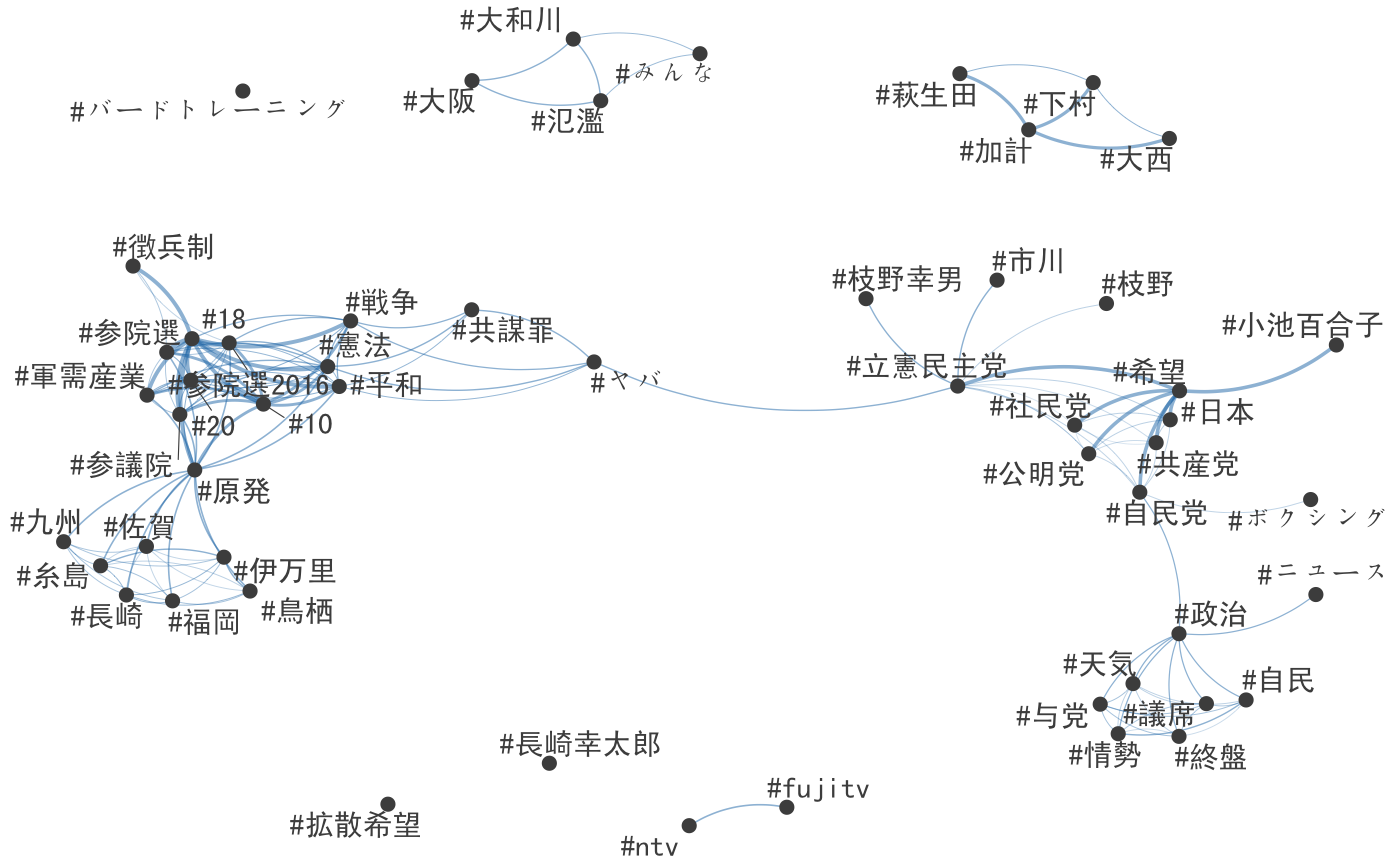 #大和川
#みんな
#バードトレーニング
#大阪
#氾濫
#萩生田
#下村
#加計
#大西
#徴兵制
#戦争
#18
#参院選
#憲法
#共謀罪
#軍需産業
#参院選2016
#平和
#ヤバ
#20
#10
#参議院
#原発
#九州
#佐賀
#糸島
#伊万里
#長崎
#福岡
#鳥栖
#市川
#枝野幸男
#枝野
#小池百合子
#立憲民主党
#希望
#社民党
#日本
#公明党
#共産党
#自民党
#ボクシング
#ニュース
#政治
#天気
#自民
#与党
#議席
#情勢
#終盤
#長崎幸太郎
#fujitv
#拡散希望
#ntv